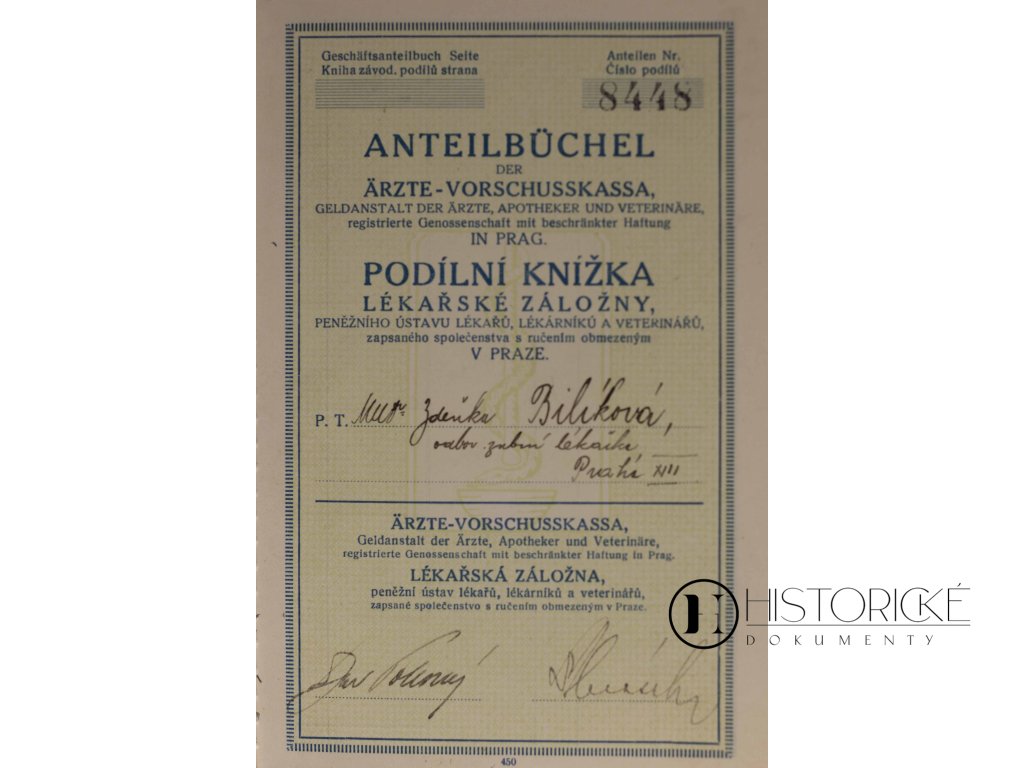 Geschäftsanteilbuch Seite
Kniha závod. podílů strana
Anteilen Nr.
Číslo podílů
8448
ANTEILBÜCHEL
DER
ÄRZTE-VORSCHUSSKASSA,
GELDANSTALT DER ÄRZTE, APOTHEKER UND VETERINÄRE,
registrierte Genossenschaft mit beschränkter Haftung
IN PRAG.
PODÍLNÍ KNÍŽKA
LÉKAŘSKÉ ZÁLOŽNY,
PENĚŽNÍHO ÚSTAVU LÉKAŘŮ, LÉKÁRNÍKŮ A VETERINÁŘŮ,
zapsaného společenstva s ručením obmezeným
V PRAZE.
P. T. MUDr Zdeňka Bilíková,
odbor. zubní lékařka
Praha XIII
ÄRZTE-VORSCHUSSKASSA,
Geldanstalt der Ärzte, Apotheker und Veterinäre,
registrierte Genossenschaft mit beschränkter Haftung in Prag.
LÉKAŘSKÁ ZÁLOŽNA,
peněžní ústav lékařů, lékárníků a veterinářů,
zapsané společenstvo s ručením obmezeným v Praze.
450
HISTORICKÉ
DOKUMENTY